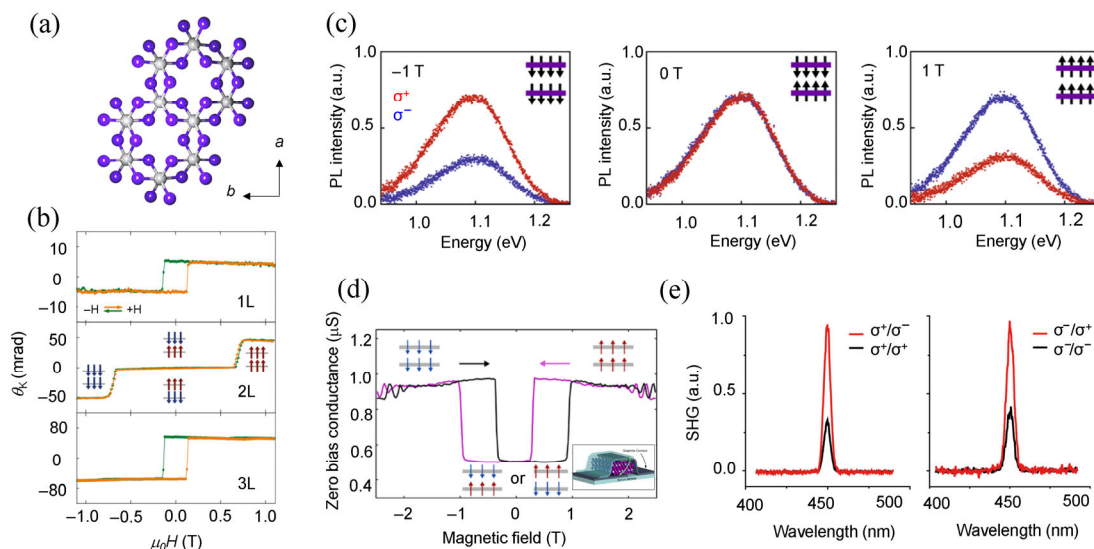 (a)
a
b
(b)
10
0
–10
1L
–H
+H
50
0
–50
2L
80
0
–80
3L
θK (mrad)
–1.0
–0.5
0.0
0.5
1.0
μ0H (T)
(c)
PL intensity (a.u.)
1.0
0.5
0.0
–1 T
σ+
σ−
1.0
1.1
1.2
Energy (eV)
PL intensity (a.u.)
1.0
0.5
0.0
0 T
1.0
1.1
1.2
Energy (eV)
PL intensity (a.u.)
1.0
0.5
0.0
1 T
1.0
1.1
1.2
Energy (eV)
(d)
Zero bias conductance (μS)
1.2
1.0
0.8
0.6
0.4
or
−2
−1
0
1
2
Magnetic field (T)
(e)
SHG (a.u.)
1.0
0.5
0.0
σ+/σ−
σ+/σ+
400
450
500
Wavelength (nm)
σ−/σ+
σ−/σ−
400
450
500
Wavelength (nm)